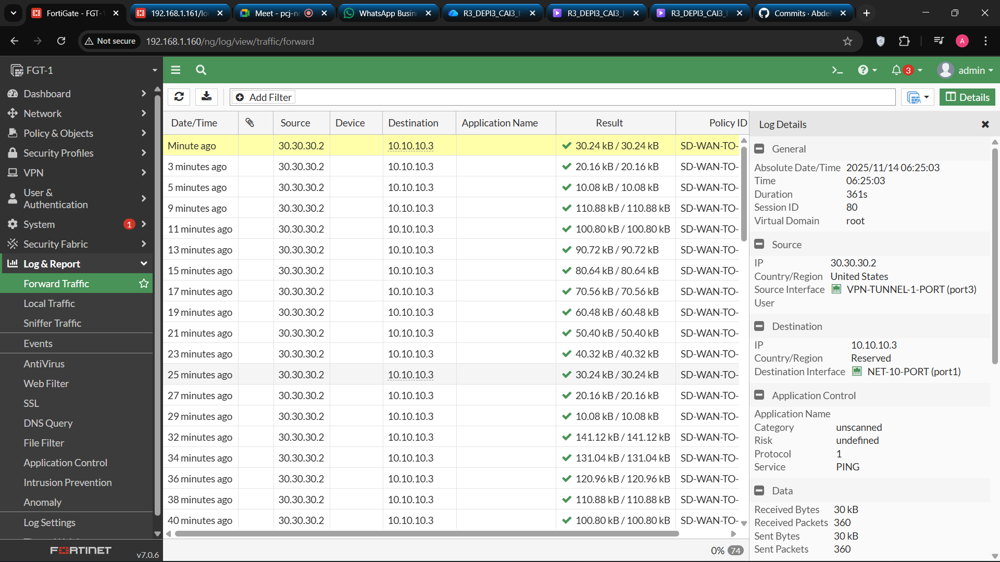 FortiGate - FGT-1
192.168.1.161/lo
Meet - pcj-n
WhatsApp Busin
R3_DEPI3_CAI3_I
R3_DEPI3_CAI3_I
R3_DEPI3_CAI3_I
Commits · Abdel
Not secure
192.168.1.160/ng/log/view/traffic/forward
A
FGT-1
3
admin
Dashboard
Network
Policy & Objects
Security Profiles
VPN
User &
Authentication
System 1
Security Fabric
Log & Report
Forward Traffic
Local Traffic
Sniffer Traffic
Events
AntiVirus
Web Filter
SSL
DNS Query
File Filter
Application Control
Intrusion Prevention
Anomaly
Log Settings
FORTINET
v7.0.6
Add Filter
Details
Date/Time Source Device Destination Application Name Result Policy ID
Minute ago 30.30.30.2 10.10.10.3 30.24 kB / 30.24 kB SD-WAN-TO-
3 minutes ago 30.30.30.2 10.10.10.3 20.16 kB / 20.16 kB SD-WAN-TO-
5 minutes ago 30.30.30.2 10.10.10.3 10.08 kB / 10.08 kB SD-WAN-TO-
9 minutes ago 30.30.30.2 10.10.10.3 110.88 kB / 110.88 kB SD-WAN-TO-
11 minutes ago 30.30.30.2 10.10.10.3 100.80 kB / 100.80 kB SD-WAN-TO-
13 minutes ago 30.30.30.2 10.10.10.3 90.72 kB / 90.72 kB SD-WAN-TO-
15 minutes ago 30.30.30.2 10.10.10.3 80.64 kB / 80.64 kB SD-WAN-TO-
17 minutes ago 30.30.30.2 10.10.10.3 70.56 kB / 70.56 kB SD-WAN-TO-
19 minutes ago 30.30.30.2 10.10.10.3 60.48 kB / 60.48 kB SD-WAN-TO-
21 minutes ago 30.30.30.2 10.10.10.3 50.40 kB / 50.40 kB SD-WAN-TO-
23 minutes ago 30.30.30.2 10.10.10.3 40.32 kB / 40.32 kB SD-WAN-TO-
25 minutes ago 30.30.30.2 10.10.10.3 30.24 kB / 30.24 kB SD-WAN-TO-
27 minutes ago 30.30.30.2 10.10.10.3 20.16 kB / 20.16 kB SD-WAN-TO-
29 minutes ago 30.30.30.2 10.10.10.3 10.08 kB / 10.08 kB SD-WAN-TO-
32 minutes ago 30.30.30.2 10.10.10.3 141.12 kB / 141.12 kB SD-WAN-TO-
34 minutes ago 30.30.30.2 10.10.10.3 131.04 kB / 131.04 kB SD-WAN-TO-
36 minutes ago 30.30.30.2 10.10.10.3 120.96 kB / 120.96 kB SD-WAN-TO-
38 minutes ago 30.30.30.2 10.10.10.3 110.88 kB / 110.88 kB SD-WAN-TO-
40 minutes ago 30.30.30.2 10.10.10.3 100.80 kB / 100.80 kB SD-WAN-TO-
0% 74
Log Details
General
Absolute Date/Time 2025/11/14 06:25:03
Time 06:25:03
Duration 361s
Session ID 80
Virtual Domain root
Source
IP 30.30.30.2
Country/Region United States
Source Interface VPN-TUNNEL-1-PORT (port3)
User
Destination
IP 10.10.10.3
Country/Region Reserved
Destination Interface NET-10-PORT (port1)
Application Control
Application Name
Category unscanned
Risk undefined
Protocol 1
Service PING
Data
Received Bytes 30 kB
Received Packets 360
Sent Bytes 30 kB
Sent Packets 360